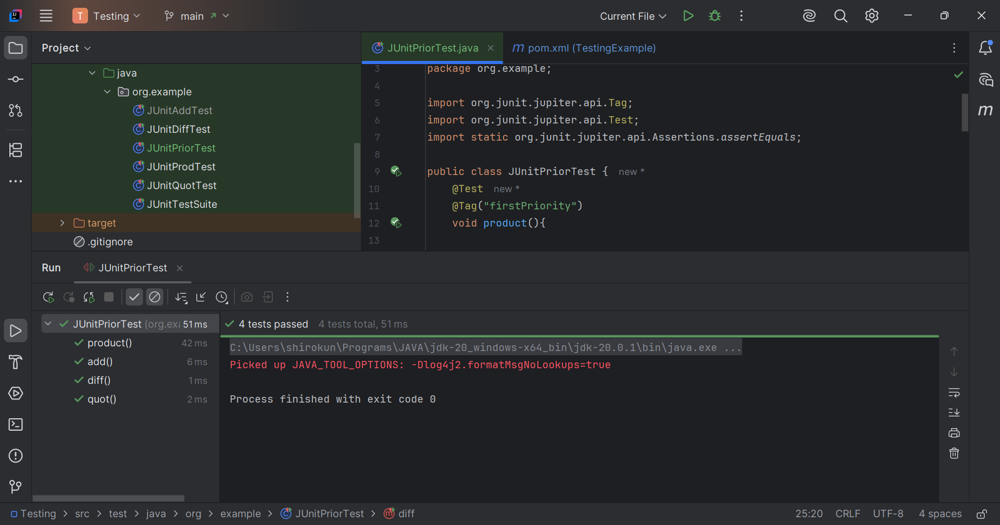 T Testing main Current File
Project
JUnitPriorTest.java
m pom.xml (TestingExample)
java
org.example
JUnitAddTest
JUnitDiffTest
JUnitPriorTest
JUnitProdTest
JUnitQuotTest
JUnitTestSuite
target
.gitignore
3 package org.example;
4
5 import org.junit.jupiter.api.Tag;
6 import org.junit.jupiter.api.Test;
7 import static org.junit.jupiter.api.Assertions.assertEquals;
8
9 public class JUnitPriorTest { new *
10 @Test new *
11 @Tag("firstPriority")
12 void product(){
13
m
Run JUnitPriorTest
JUnitPriorTest (org.exa 51 ms
product() 42 ms
add() 6 ms
diff() 1 ms
quot() 2 ms
4 tests passed 4 tests total, 51 ms
C:\Users\shirokun\Programs\JAVA\jdk-20_windows-x64_bin\jdk-20.0.1\bin\java.exe ...
Picked up JAVA_TOOL_OPTIONS: -Dlog4j2.formatMsgNoLookups=true
Process finished with exit code 0
Testing > src > test > java > org > example > JUnitPriorTest > diff 25:20 CRLF UTF-8 4 spaces